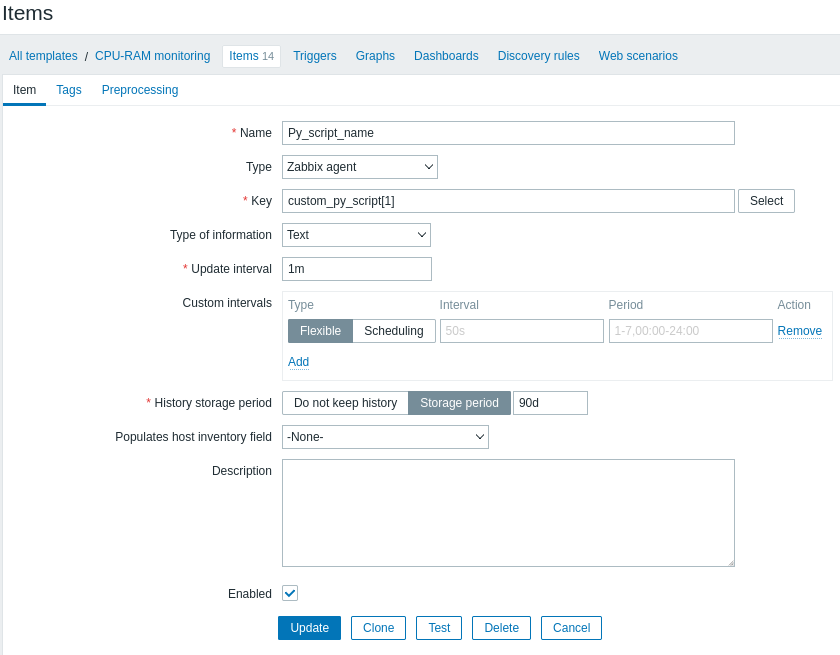 Items
All templates / CPU-RAM monitoring Items 14 Triggers Graphs Dashboards Discovery rules Web scenarios
Item Tags Preprocessing
* Name Py_script_name
Type Zabbix agent
* Key custom_py_script[1] Select
Type of information Text
* Update interval 1m
Custom intervals Type Interval Period Action
Flexible Scheduling 50s 1-7,00:00-24:00 Remove
Add
* History storage period Do not keep history Storage period 90d
Populates host inventory field -None-
Description
Enabled
Update Clone Test Delete Cancel